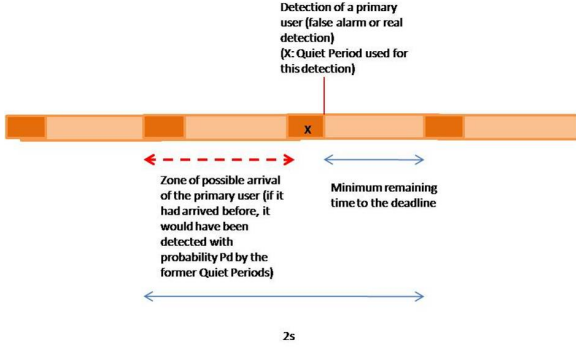 Detection of a primary
user (false alarm or real
detection)
(X: Quiet Period used for
this detection)
X
Zone of possible arrival
of the primary user (if it
had arrived before, it
would have been
detected with
probability Pd by the
former Quiet Periods)
Minimum remaining
time to the deadline
2s